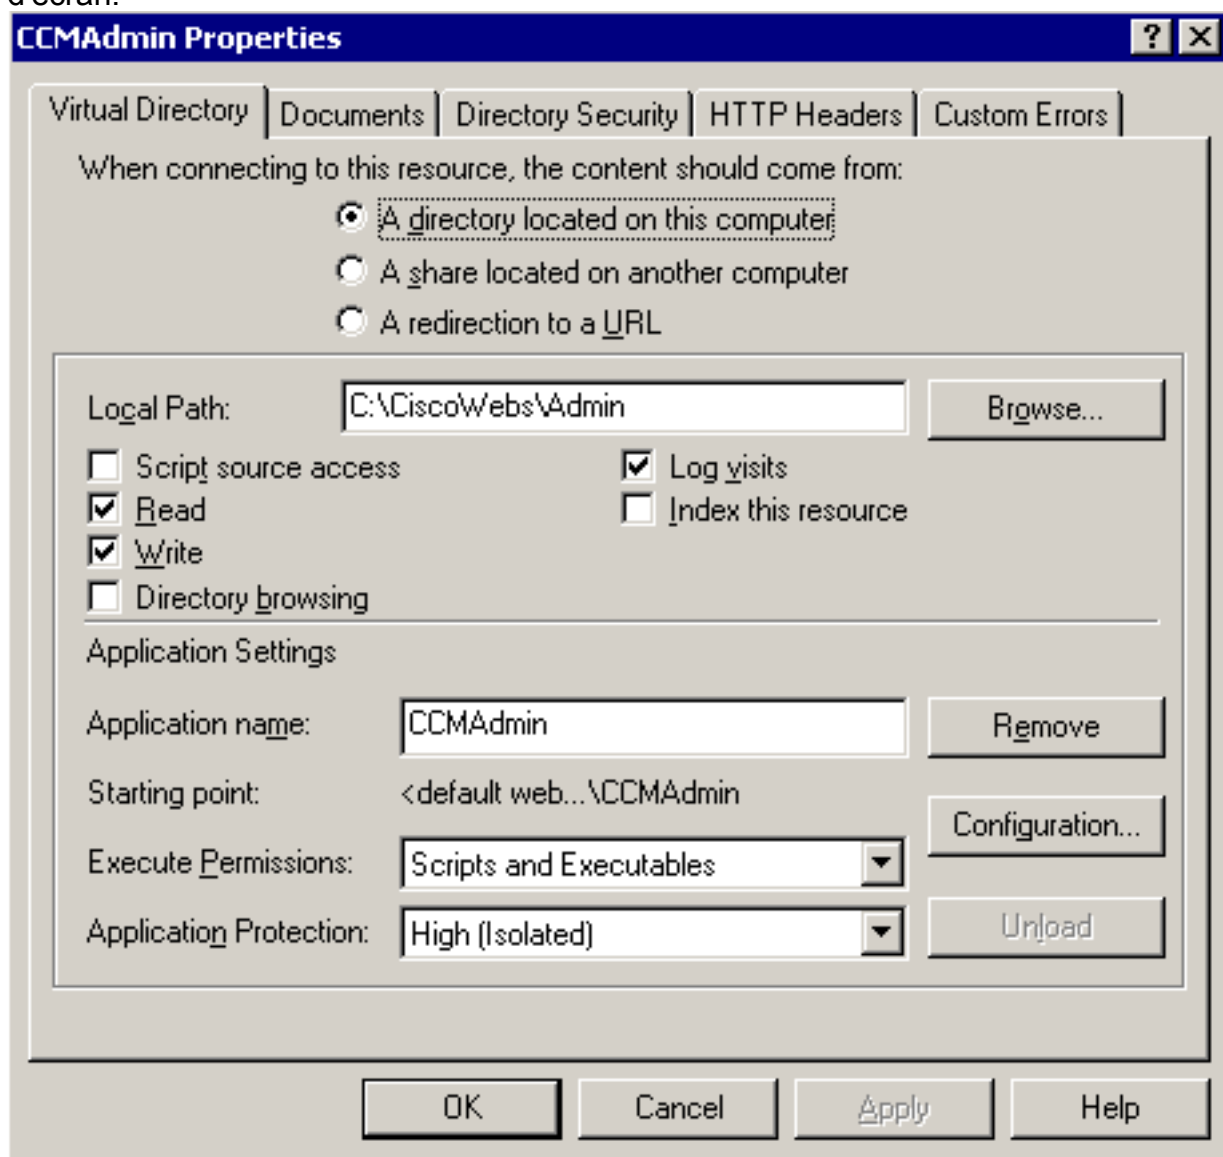 d'écran.
CCMAdmin Properties
Virtual Directory Documents Directory Security HTTP Headers Custom Errors
When connecting to this resource, the content should come from:
A directory located on this computer
A share located on another computer
A redirection to a URL
Local Path: C:\CiscoWebs\Admin Browse...
Script source access Log visits
Read Index this resource
Write
Directory browsing
Application Settings
Application name: CCMAdmin Remove
Starting point: <default web...\CCMAdmin
Configuration...
Execute Permissions: Scripts and Executables
Application Protection: High (Isolated) Unload
OK Cancel Apply Help